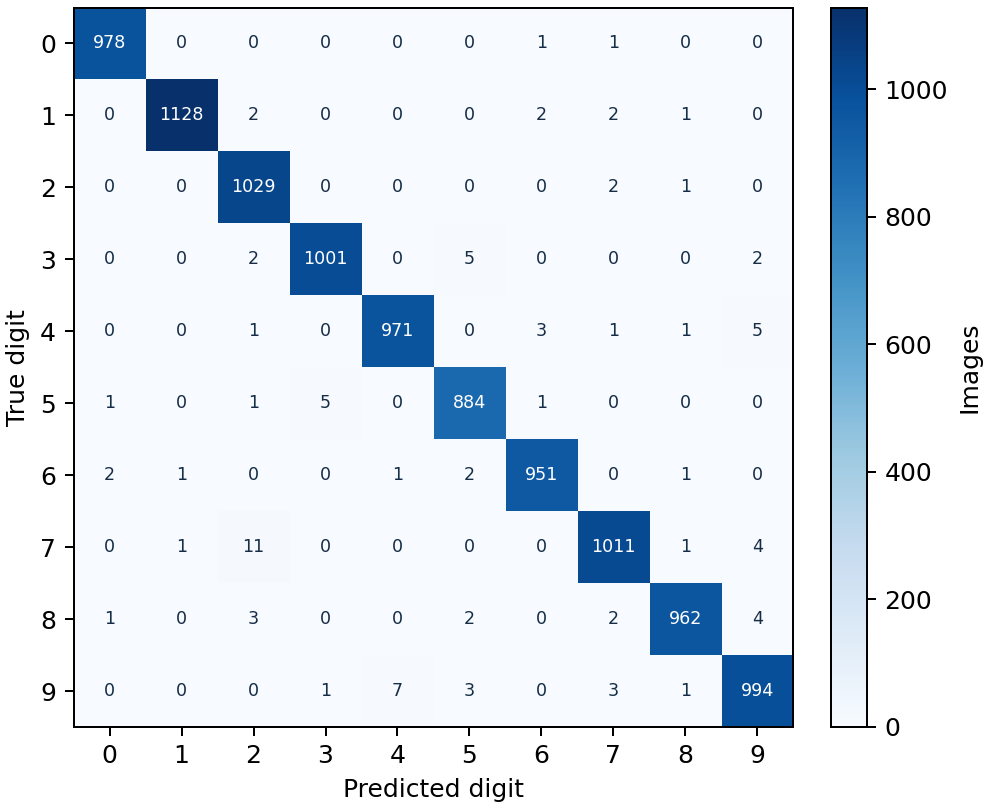 0 978 0 0 0 0 0 1 1 0 0
1 0 1128 2 0 0 0 2 2 1 0
2 0 0 1029 0 0 0 0 2 1 0
3 0 0 2 1001 0 5 0 0 0 2
4 0 0 1 0 971 0 3 1 1 5
5 1 0 1 5 0 884 1 0 0 0
6 2 1 0 0 1 2 951 0 1 0
7 0 1 11 0 0 0 0 1011 1 4
8 1 0 3 0 0 2 0 2 962 4
9 0 0 0 1 7 3 0 3 1 994
0 1 2 3 4 5 6 7 8 9
Predicted digit
True digit
1000
800
600
400
200
0
Images